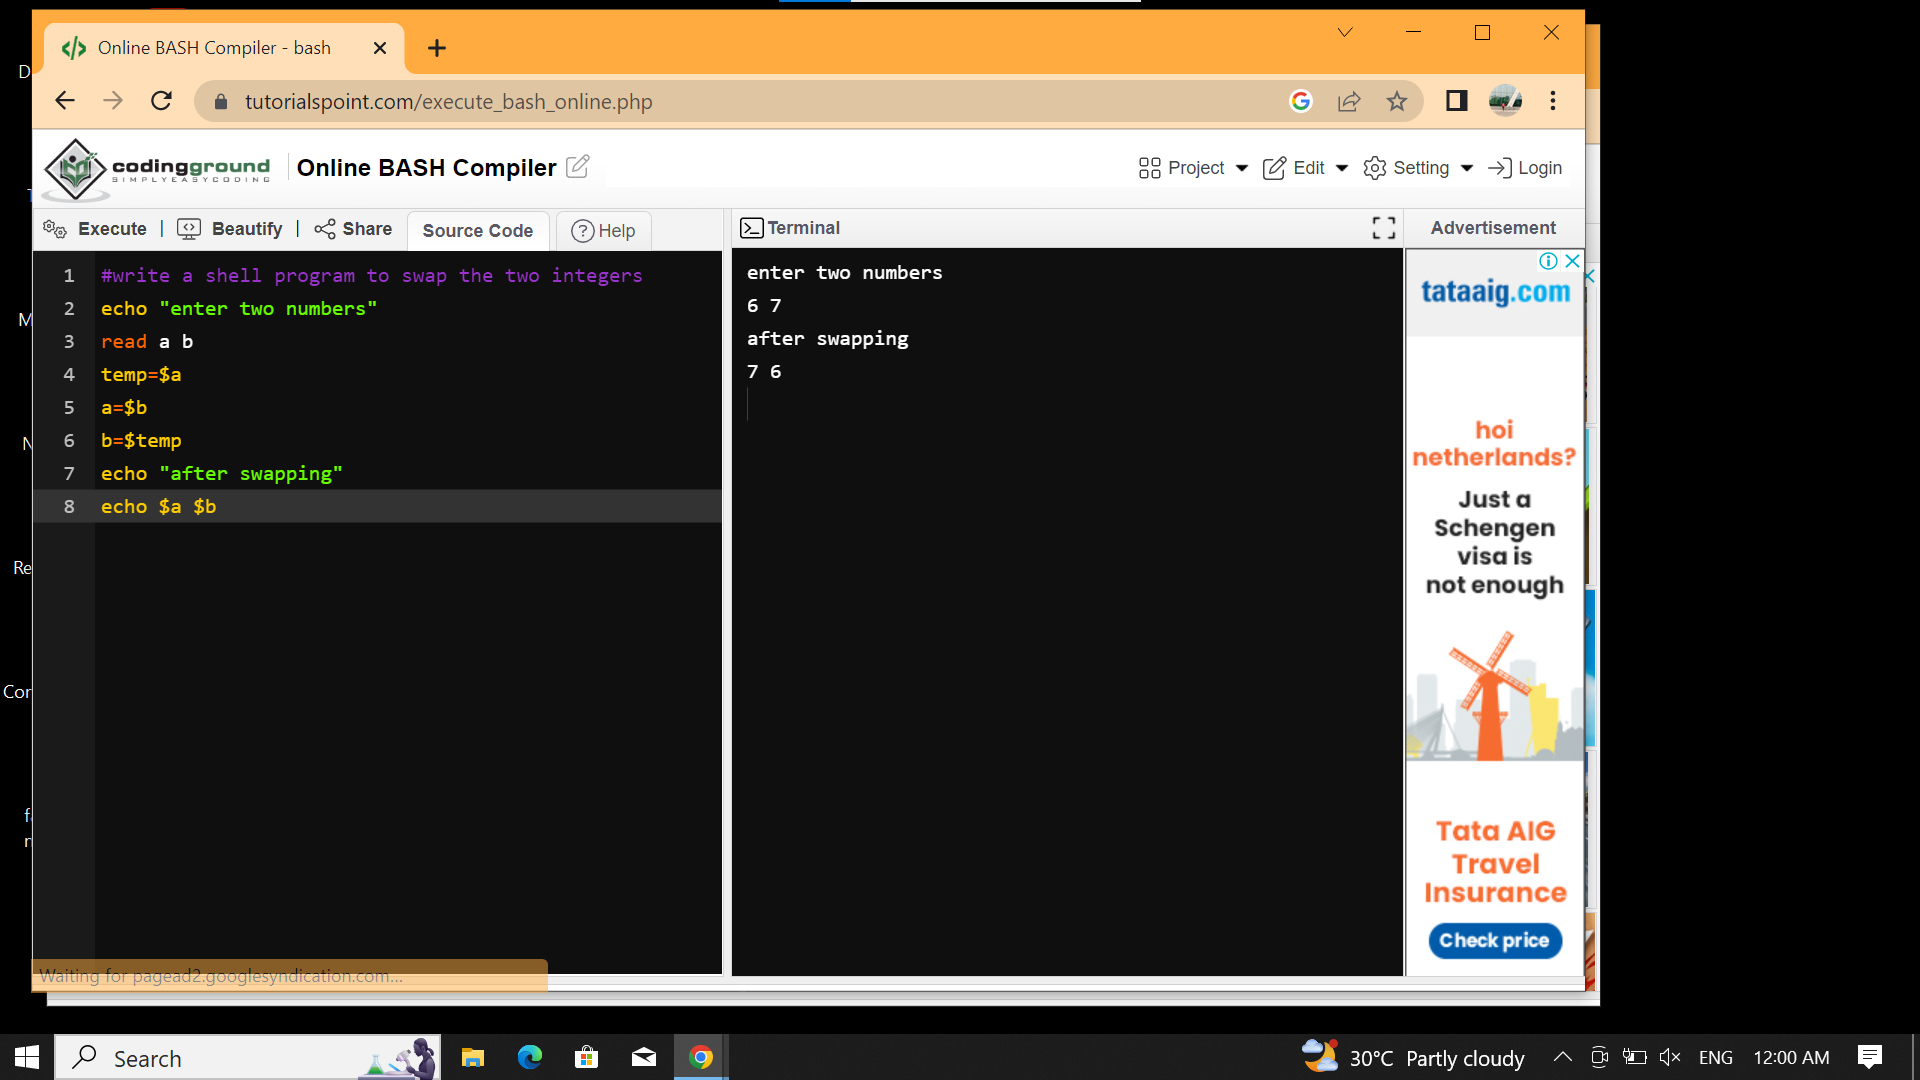 D
M
N
Re
Cor
Online BASH Compiler - bash
tutorialspoint.com/execute_bash_online.php
codingground
SIMPLYEASYCODING
Online BASH Compiler
Project
Edit
Setting
Login
Execute | Beautify | Share
Source Code
Help
1 #write a shell program to swap the two integers
2 echo "enter two numbers"
3 read a b
4 temp=$a
5 a=$b
6 b=$temp
7 echo "after swapping"
8 echo $a $b
Waiting for pagead2.googlesyndication.com...
Terminal
enter two numbers
6 7
after swapping
7 6
Advertisement
tataaig.com
hoi
netherlands?
Just a
Schengen
visa is
not enough
Tata AIG
Travel
Insurance
Check price
Search
30°C Partly cloudy
ENG
12:00 AM